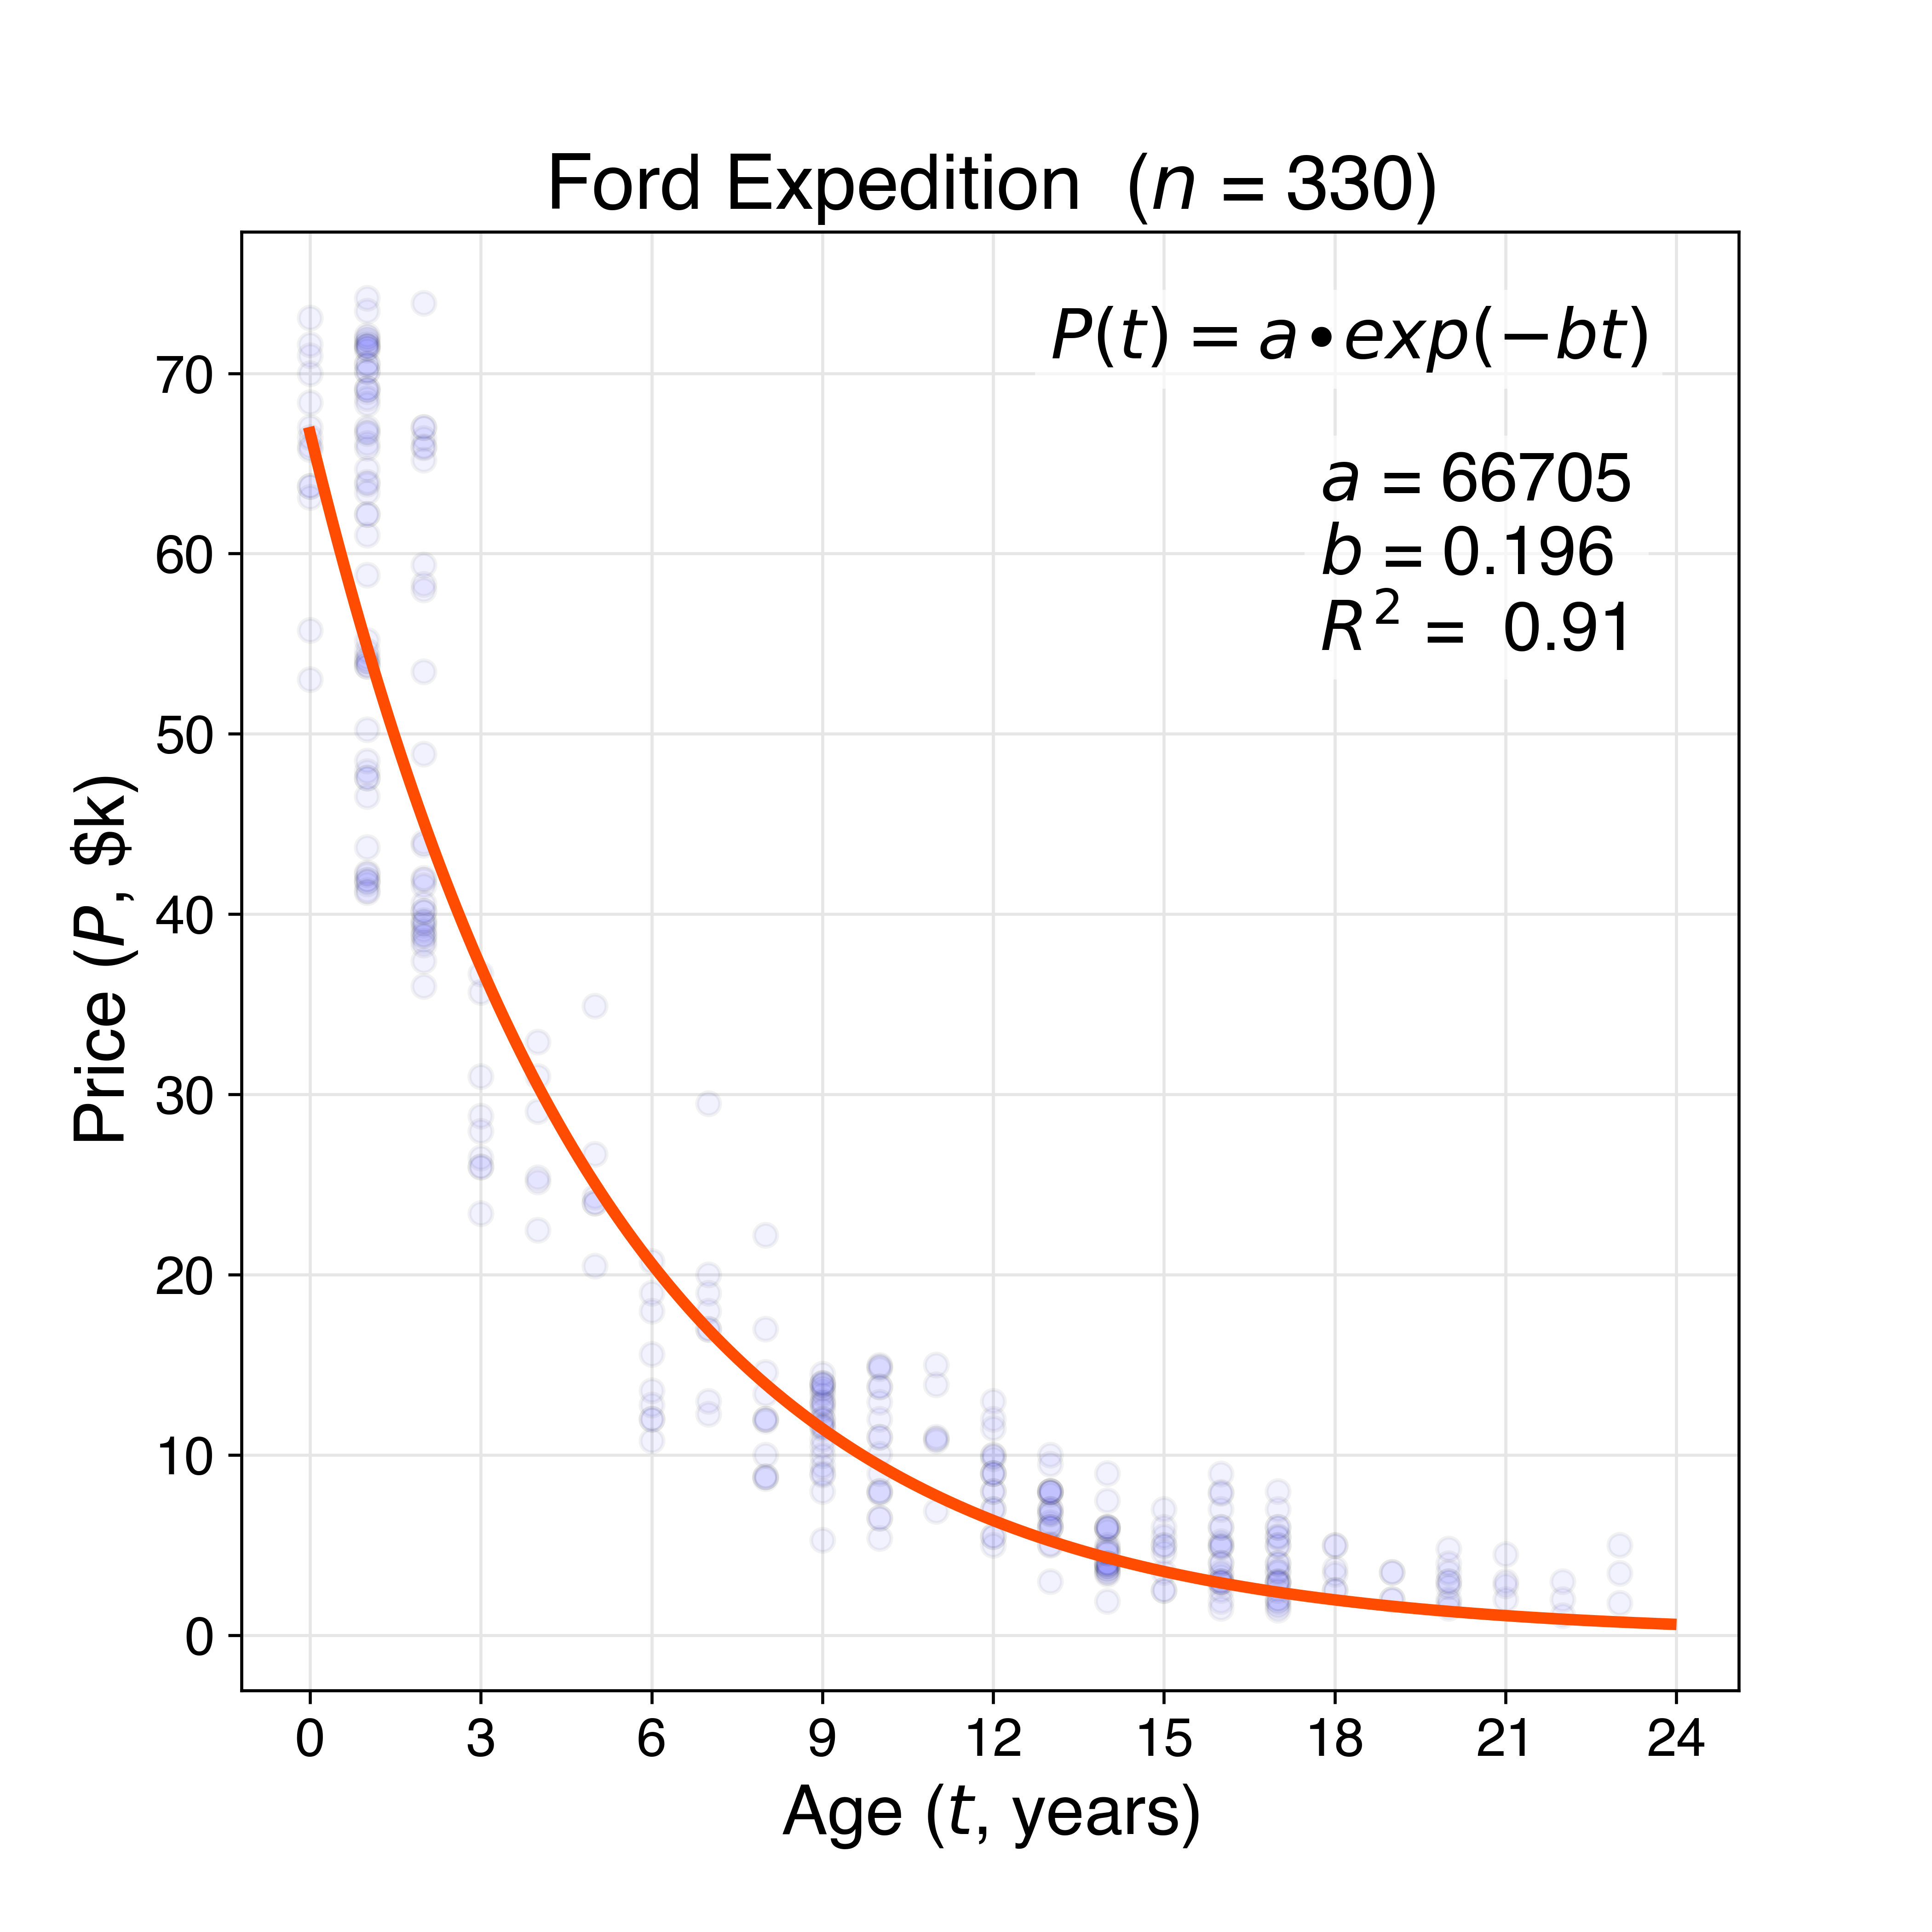 Ford Expedition (n = 330)
P(t) = a•exp(−bt)
a = 66705
b = 0.196
R² = 0.91
Price (P, $k)
70
60
50
40
30
20
10
0
0 3 6 9 12 15 18 21 24
Age (t, years)